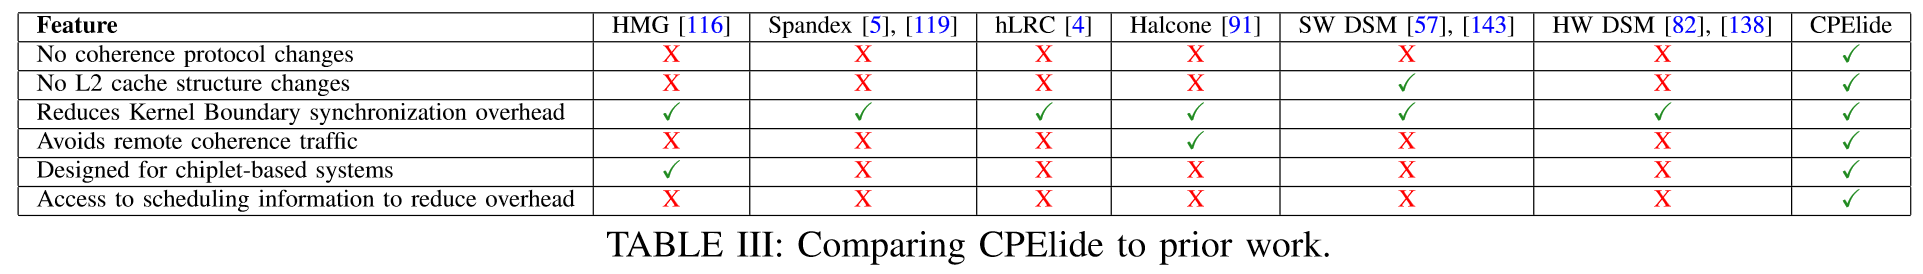 Feature HMG [116] Spandex [5], [119] hLRC [4] Halcone [91] SW DSM [57], [143] HW DSM [82], [138] CPElide
No coherence protocol changes X X X X X X ✓
No L2 cache structure changes X X X X ✓ X ✓
Reduces Kernel Boundary synchronization overhead ✓ ✓ ✓ ✓ ✓ ✓ ✓
Avoids remote coherence traffic X X X ✓ X X ✓
Designed for chiplet-based systems ✓ X X X X X ✓
Access to scheduling information to reduce overhead X X X X X X ✓
TABLE III: Comparing CPElide to prior work.